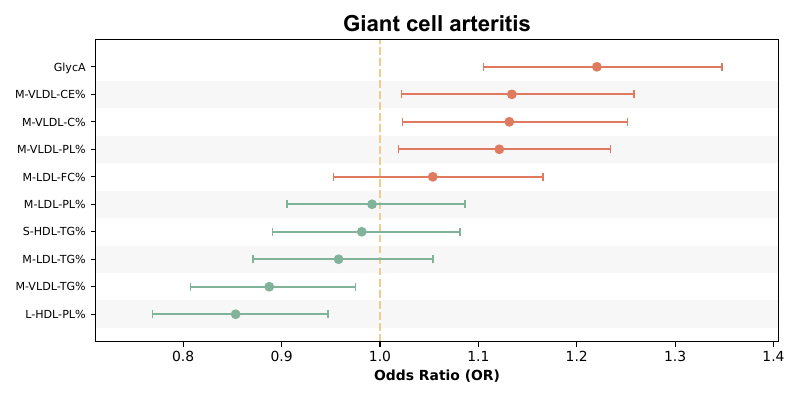 Giant cell arteritis
GlycA
M-VLDL-CE%
M-VLDL-C%
M-VLDL-PL%
M-LDL-FC%
M-LDL-PL%
S-HDL-TG%
M-LDL-TG%
M-VLDL-TG%
L-HDL-PL%
0.8 0.9 1.0 1.1 1.2 1.3 1.4
Odds Ratio (OR)